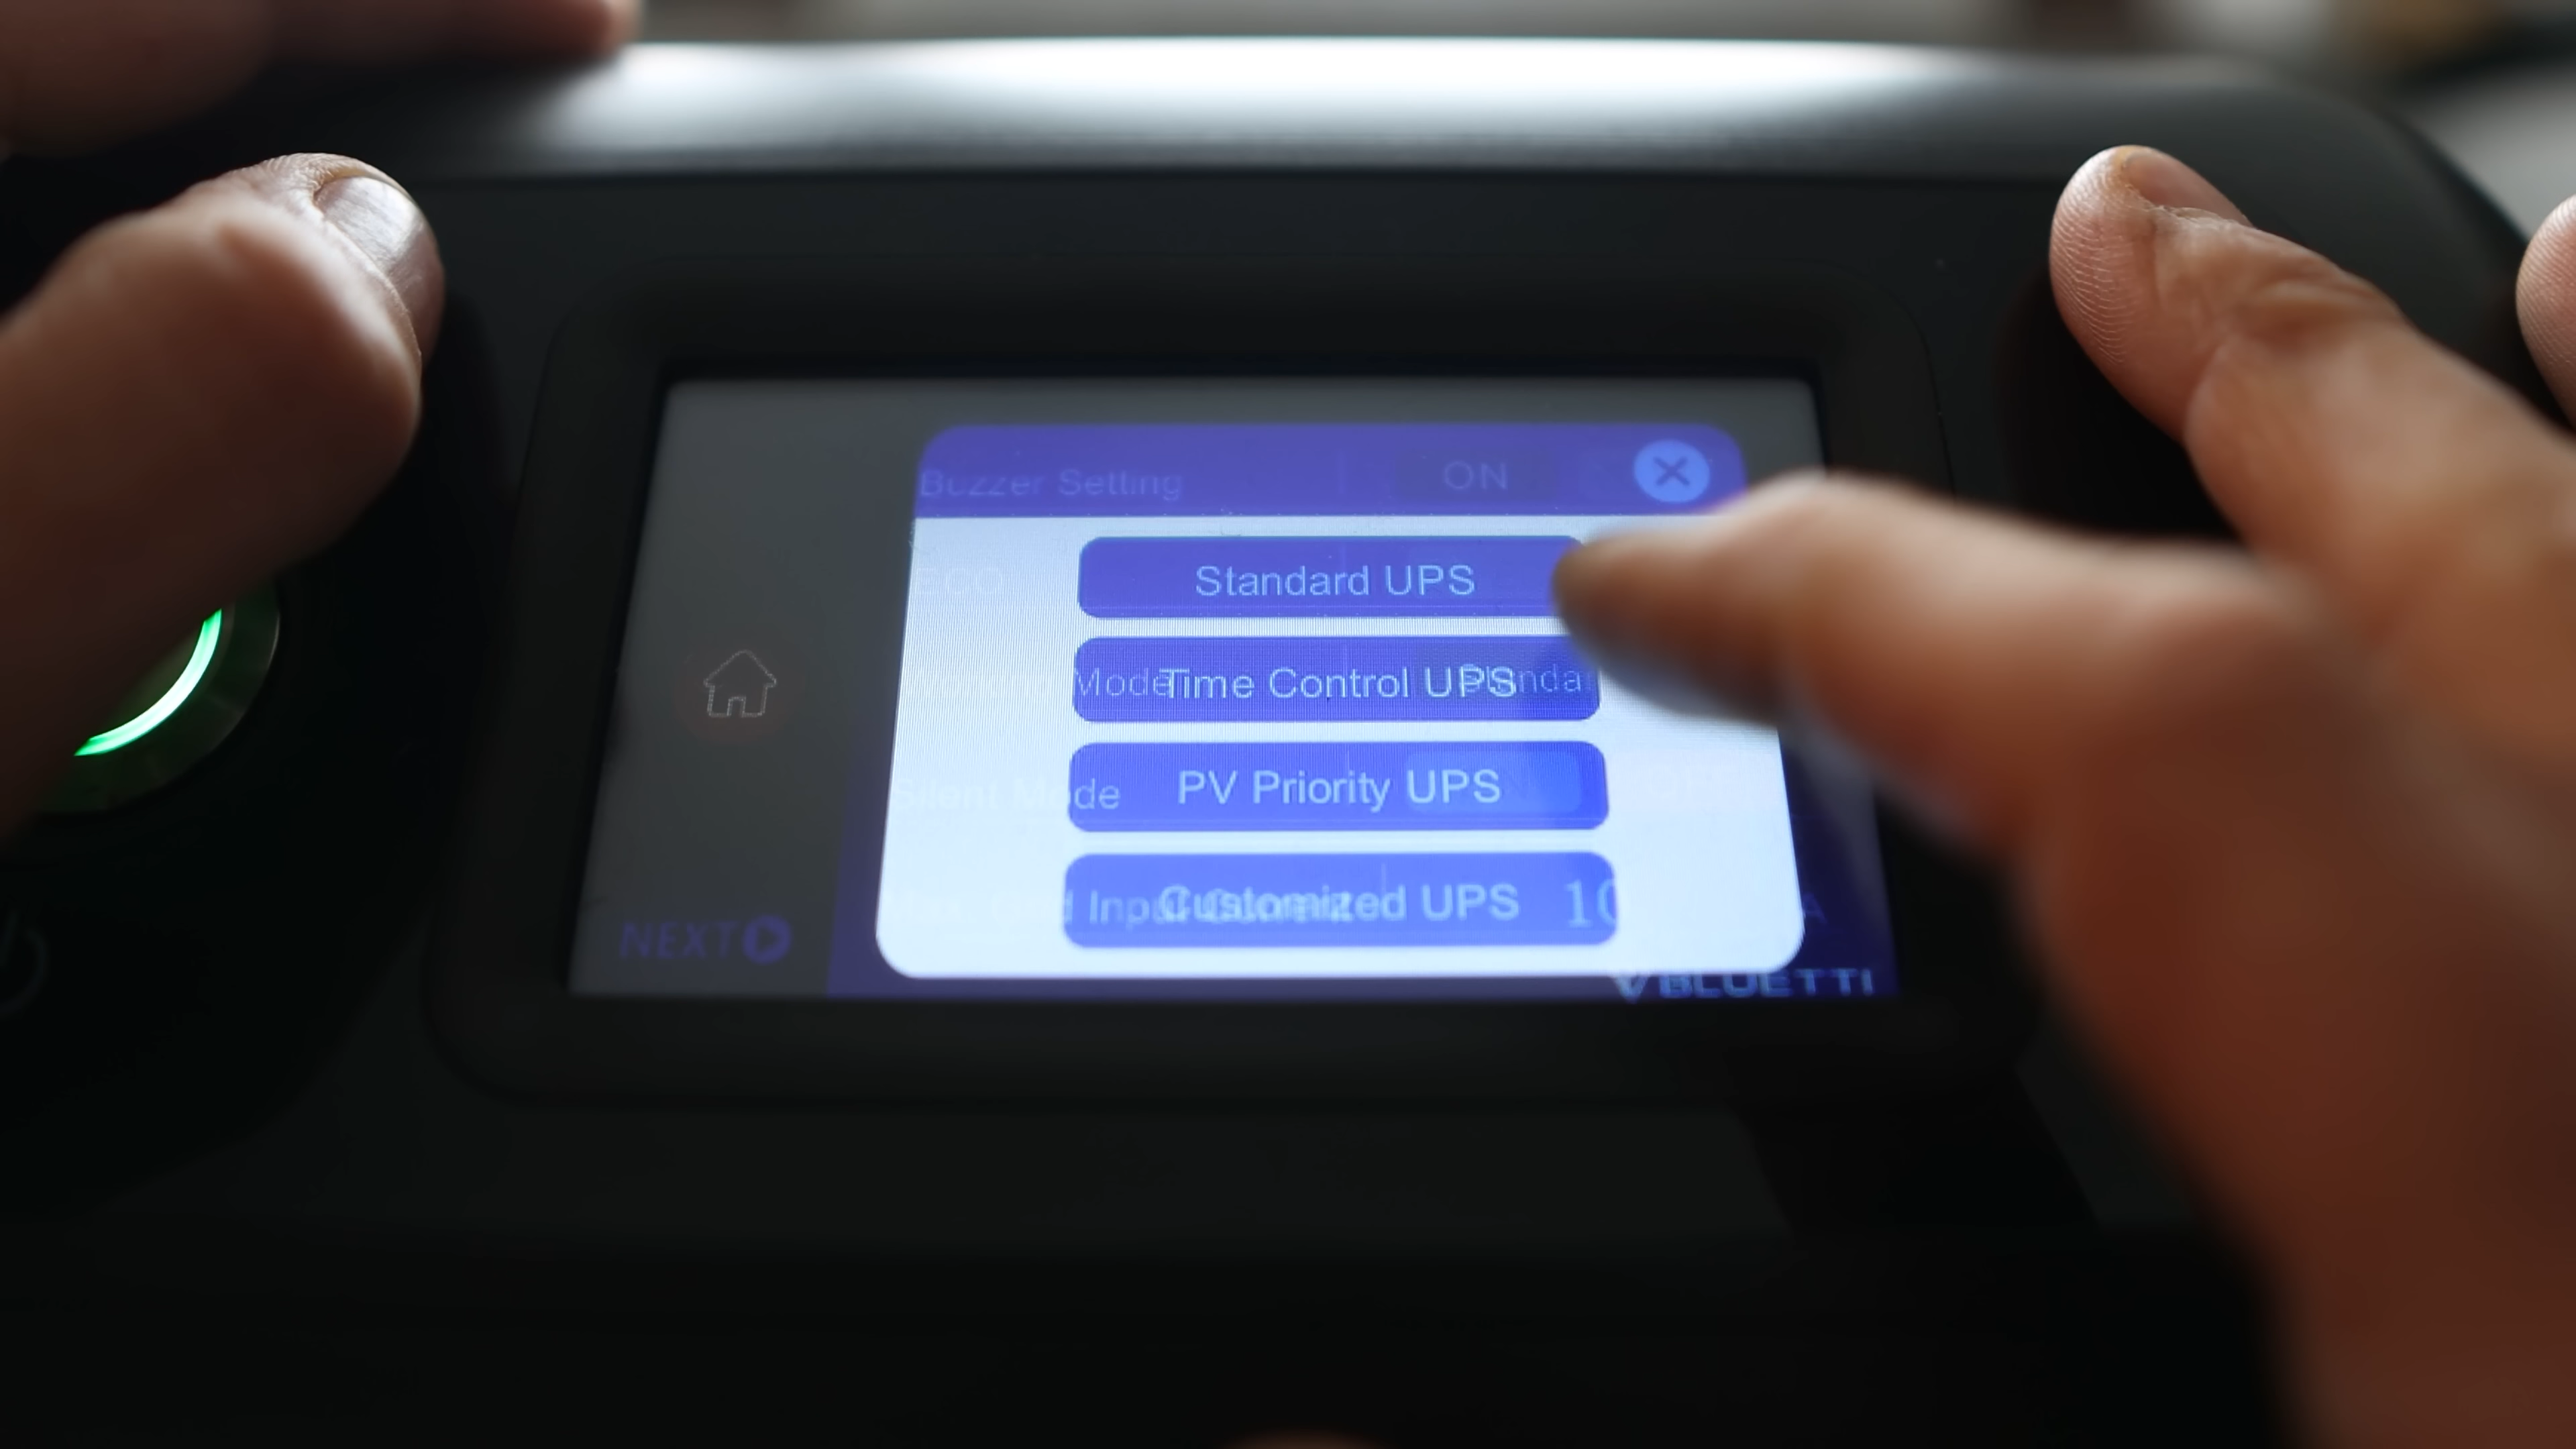 Buzzer Setting ON
Standard UPS
ECO
Mode Time Control UPS
PV Priority UPS
Silent Mode
Customized UPS
Input 10 A
NEXT
BLUETTI